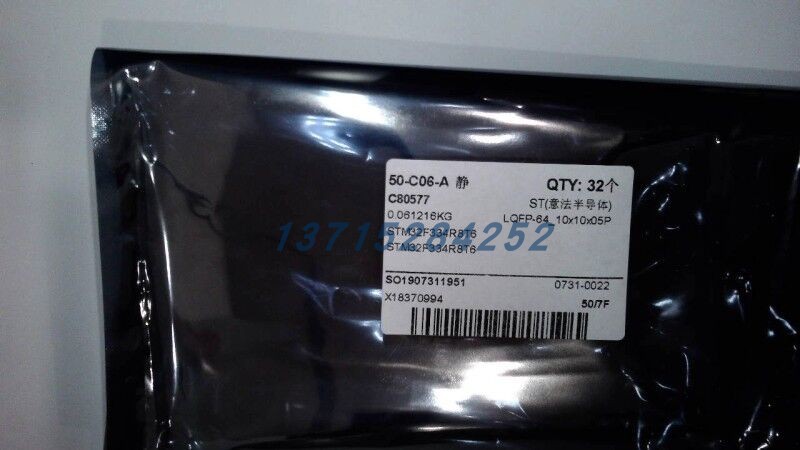 50-C06-A 静 QTY: 32个
C80577 ST(意法半导体)
0.061216KG LQFP-64_10x10x05P
STM32F334R8T6
13715284252
STM32F334R8T6
SO1907311951 0731-0022
X18370994 50/7F